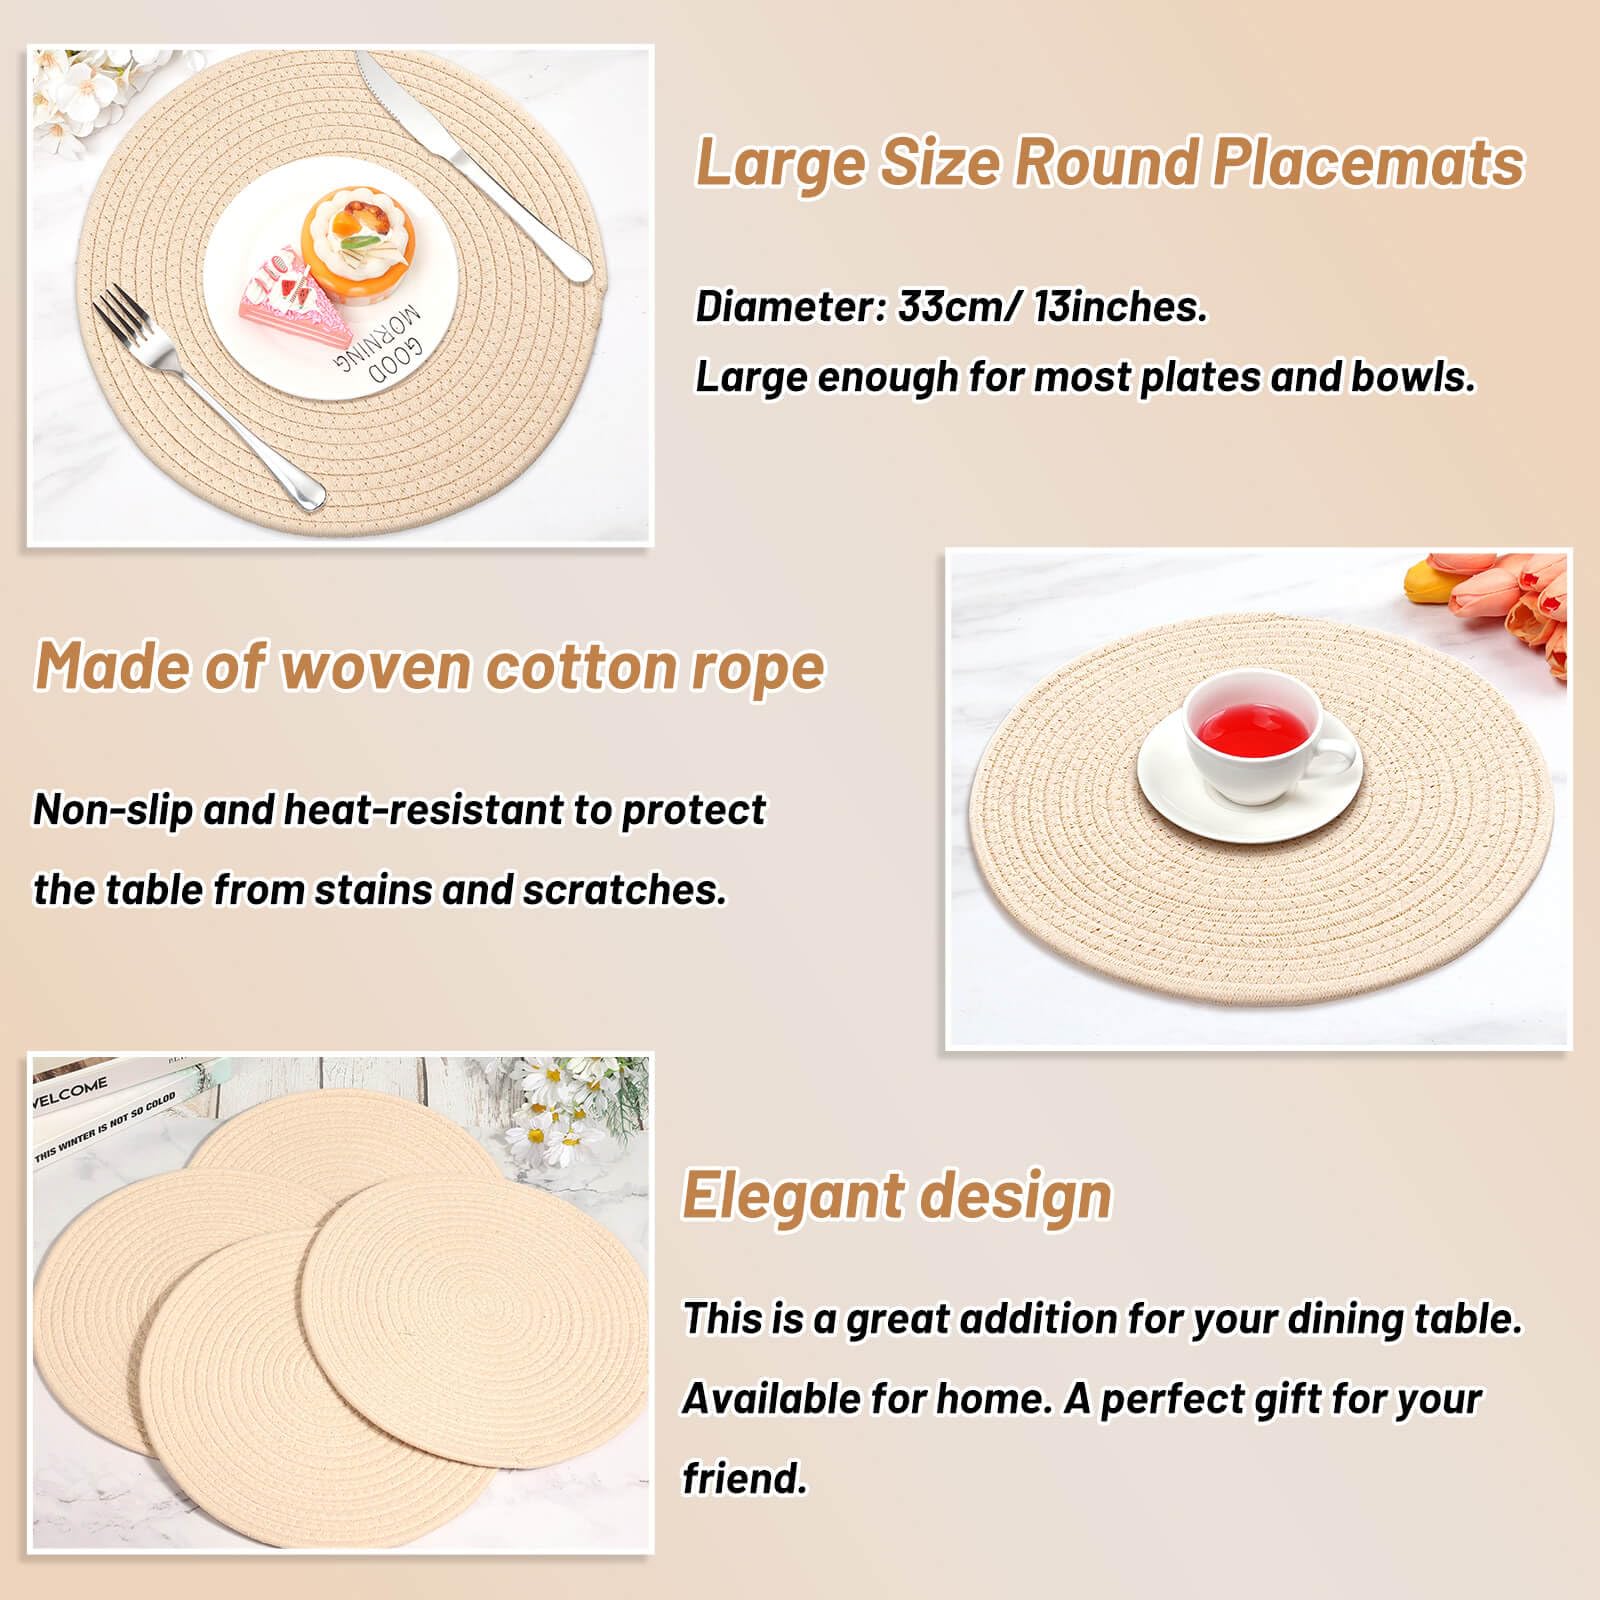 Large Size Round Placemats
Diameter: 33cm/ 13inches.
Large enough for most plates and bowls.
GOOD
MORNING
Made of woven cotton rope
Non-slip and heat-resistant to protect
the table from stains and scratches.
ELCOME
THIS WINTER IS NOT SO COLOD
Elegant design
This is a great addition for your dining table.
Available for home. A perfect gift for your
friend.